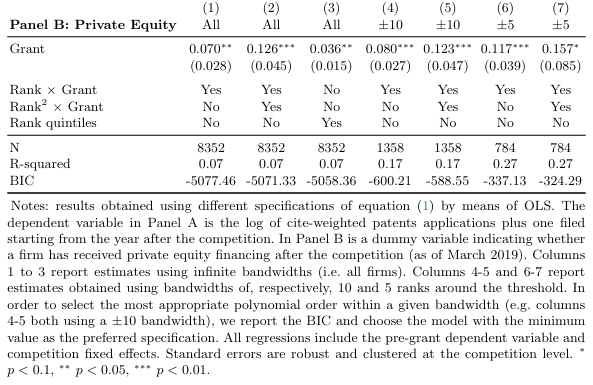 (1) (2) (3) (4) (5) (6) (7)
Panel B: Private Equity All All All ±10 ±10 ±5 ±5
Grant 0.070** 0.126*** 0.036** 0.080*** 0.123*** 0.117*** 0.157*
(0.028) (0.045) (0.015) (0.027) (0.047) (0.039) (0.085)
Rank × Grant Yes Yes No Yes Yes Yes Yes
Rank² × Grant No Yes No No Yes No Yes
Rank quintiles No No Yes No No No No
N 8352 8352 8352 1358 1358 784 784
R-squared 0.07 0.07 0.07 0.17 0.17 0.27 0.27
BIC -5077.46 -5071.33 -5058.36 -600.21 -588.55 -337.13 -324.29
Notes: results obtained using different specifications of equation (1) by means of OLS. The
dependent variable in Panel A is the log of cite-weighted patents applications plus one filed
starting from the year after the competition. In Panel B is a dummy variable indicating whether
a firm has received private equity financing after the competition (as of March 2019). Columns
1 to 3 report estimates using infinite bandwidths (i.e. all firms). Columns 4-5 and 6-7 report
estimates obtained using bandwidths of, respectively, 10 and 5 ranks around the threshold. In
order to select the most appropriate polynomial order within a given bandwidth (e.g. columns
4-5 both using a ±10 bandwidth), we report the BIC and choose the model with the minimum
value as the preferred specification. All regressions include the pre-grant dependent variable and
competition fixed effects. Standard errors are robust and clustered at the competition level. *
p < 0.1, ** p < 0.05, *** p < 0.01.